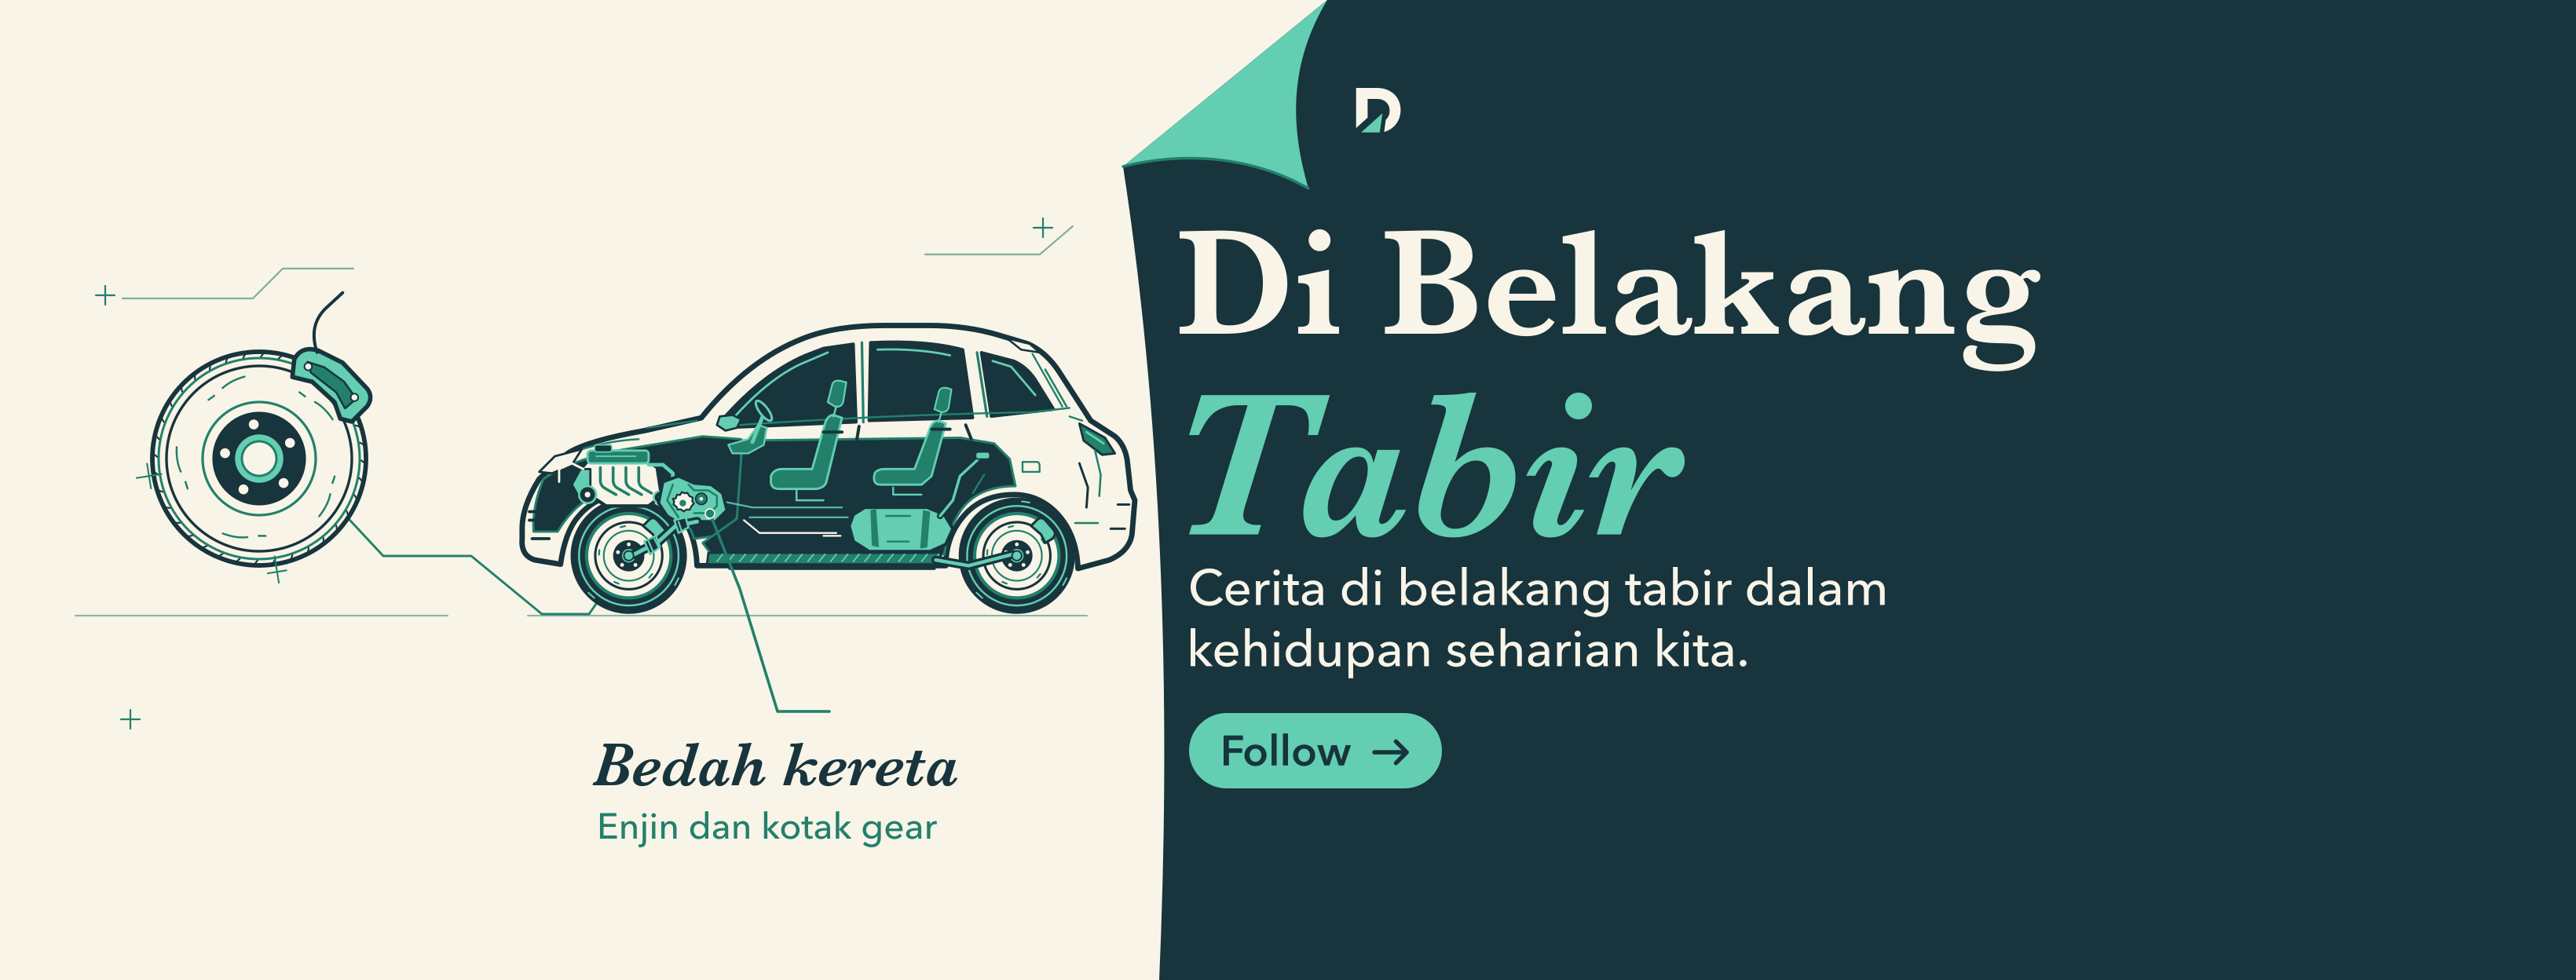 D
Di Belakang
Tabir
Cerita di belakang tabir dalam
kehidupan seharian kita.
Follow →
Bedah kereta
Enjin dan kotak gear